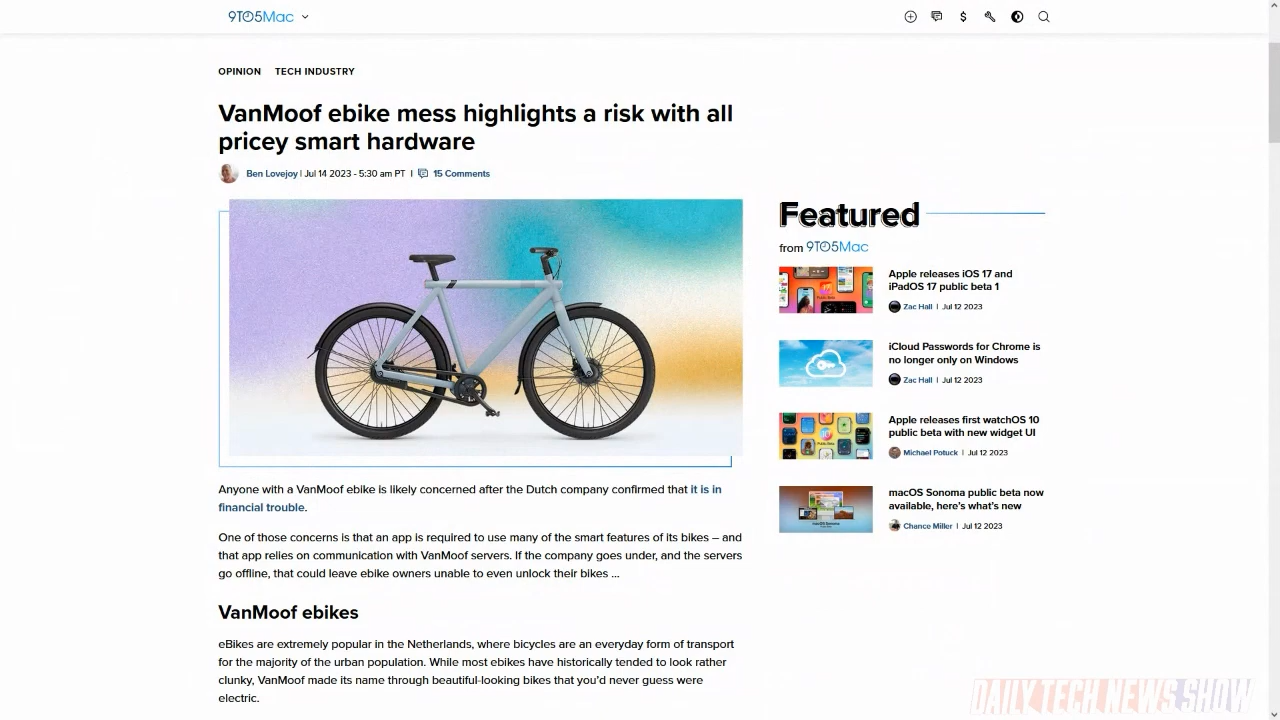 9TO5Mac
OPINION TECH INDUSTRY
VanMoof ebike mess highlights a risk with all
pricey smart hardware
Ben Lovejoy | Jul 14 2023 - 5:30 am PT | 15 Comments
Anyone with a VanMoof ebike is likely concerned after the Dutch company confirmed that it is in
financial trouble.
One of those concerns is that an app is required to use many of the smart features of its bikes – and
that app relies on communication with VanMoof servers. If the company goes under, and the servers
go offline, that could leave ebike owners unable to even unlock their bikes …
VanMoof ebikes
eBikes are extremely popular in the Netherlands, where bicycles are an everyday form of transport
for the majority of the urban population. While most ebikes have historically tended to look rather
clunky, VanMoof made its name through beautiful-looking bikes that you'd never guess were
electric.
Featured
from 9TO5Mac
Apple releases iOS 17 and
iPadOS 17 public beta 1
Zac Hall | Jul 12 2023
iCloud Passwords for Chrome is
no longer only on Windows
Zac Hall | Jul 12 2023
Apple releases first watchOS 10
public beta with new widget UI
Michael Potuck | Jul 12 2023
macOS Sonoma public beta now
available, here's what's new
Chance Miller | Jul 12 2023
DAILY TECH NEWS SHOW